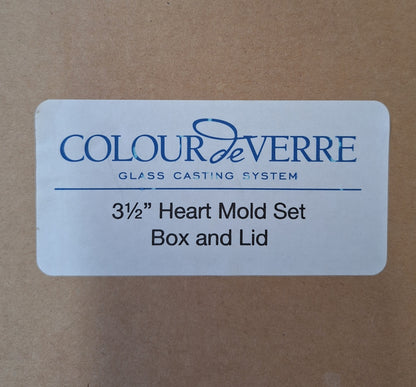 COLOUR de VERRE
GLASS CASTING SYSTEM
3½” Heart Mold Set
Box and Lid